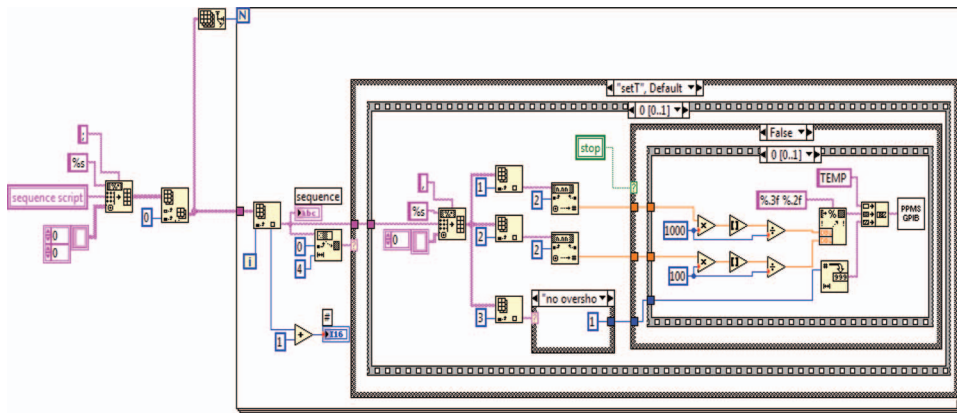 N
"setT", Default
0 [0..1]
;
%s
sequence script
0
0
0
i
1
sequence
abc
0
4
#
I16
,
%s
0
1
2
2
2
3
"no oversho
1
stop
False
0 [0..1]
TEMP
%.3f %.2f
1000
100
PPMS
GPIB